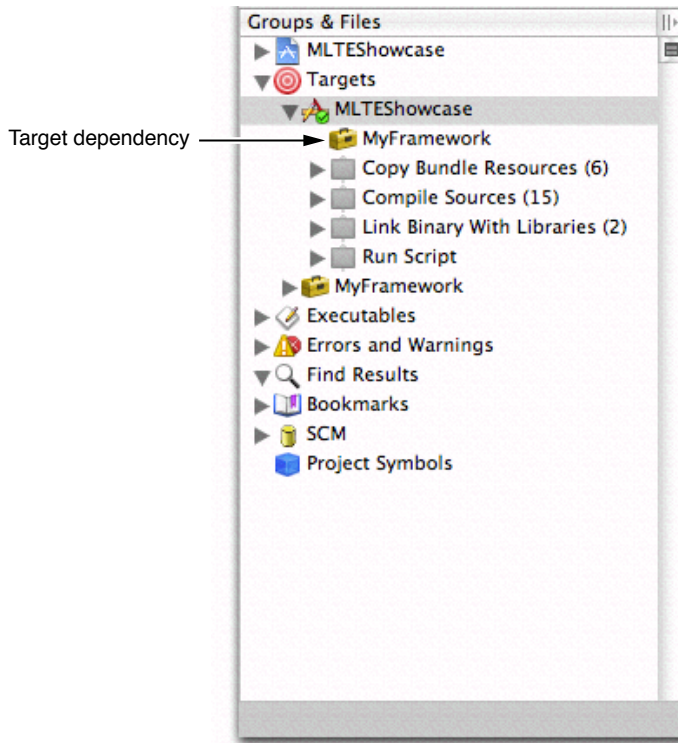 Groups & Files
MLTEShowcase
Targets
MLTEShowcase
Target dependency
MyFramework
Copy Bundle Resources (6)
Compile Sources (15)
Link Binary With Libraries (2)
Run Script
MyFramework
Executables
Errors and Warnings
Find Results
Bookmarks
SCM
Project Symbols